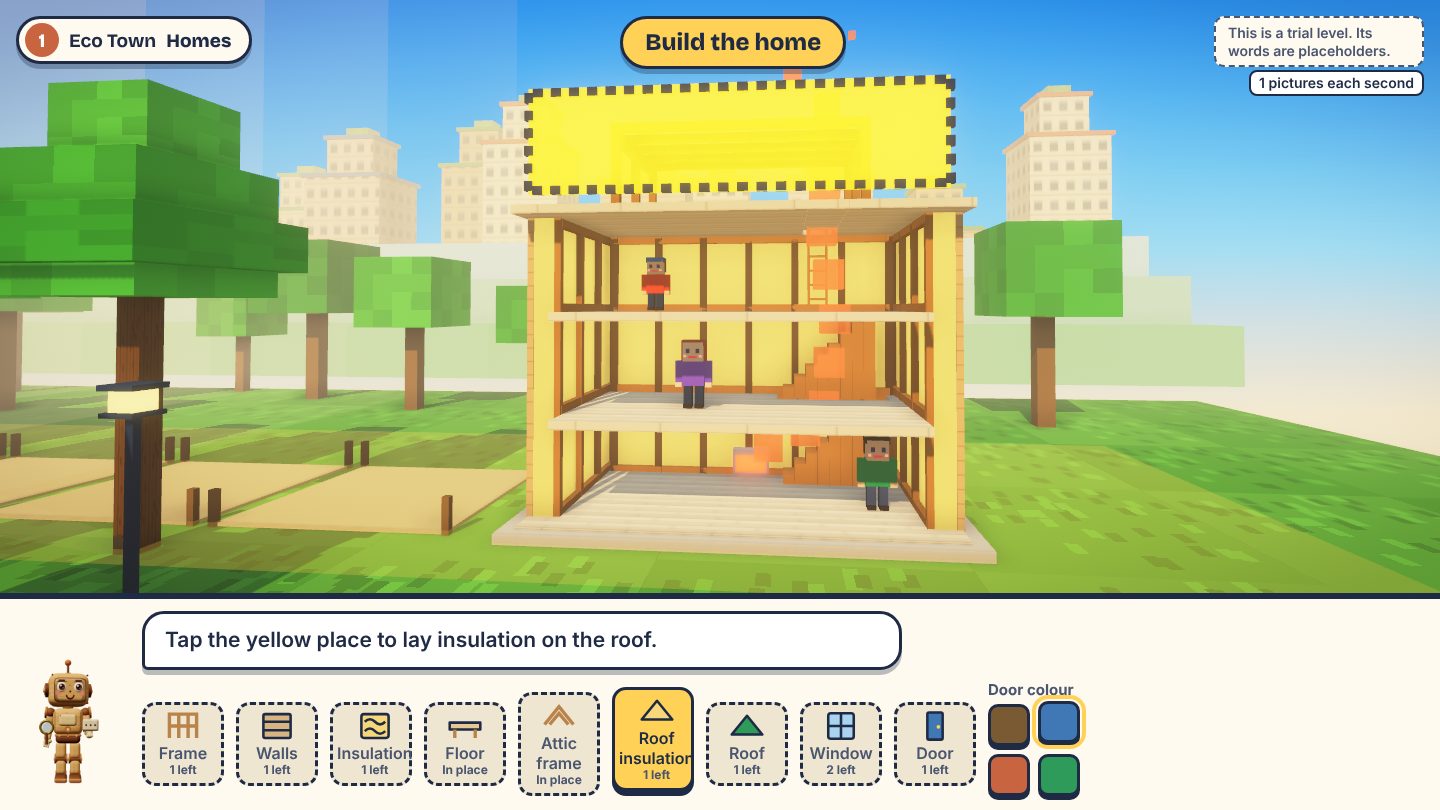 1 Eco Town Homes
Build the home
This is a trial level. Its
words are placeholders.
1 pictures each second
Tap the yellow place to lay insulation on the roof.
Door colour
Frame
1 left
Walls
1 left
Insulation
1 left
Floor
In place
Attic
frame
In place
Roof
insulation
1 left
Roof
1 left
Window
2 left
Door
1 left